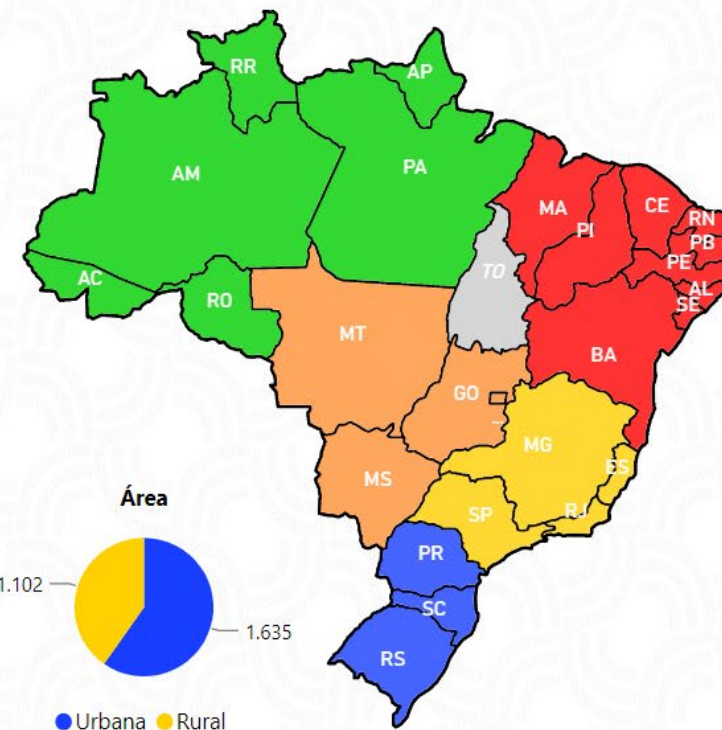 RR
AP
AM
PA
MA
CE
RN
PI
PB
PE
AC
TO
AL
RO
SE
MT
BA
GO
MG
ES
MS
SP
RJ
Área
PR
1.102
SC
1.635
RS
Urbana Rural